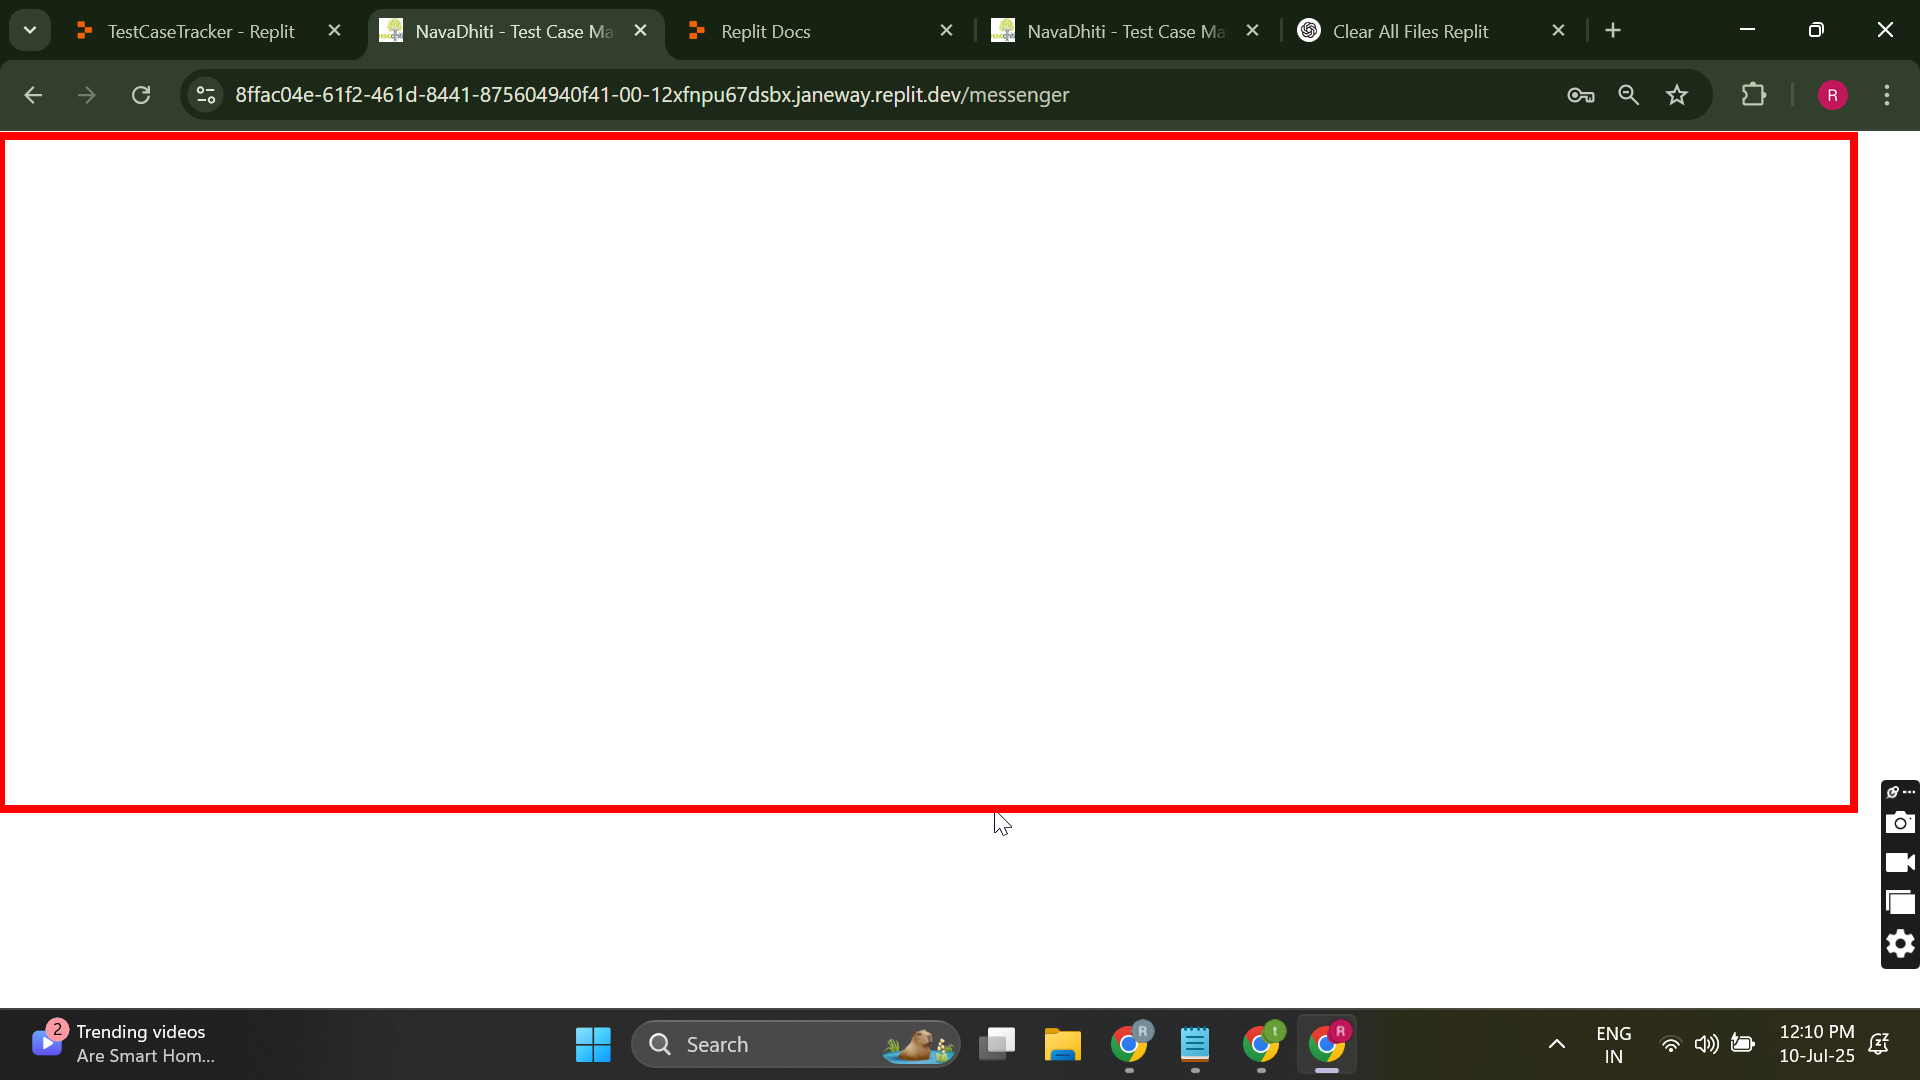 TestCaseTracker - Replit
NavaDhiti - Test Case Ma
Replit Docs
NavaDhiti - Test Case Ma
Clear All Files Replit
8ffac04e-61f2-461d-8441-875604940f41-00-12xfnpu67dsbx.janeway.replit.dev/messenger
R
2
Trending videos
Are Smart Hom...
Search
R
t
R
ENG
IN
12:10 PM
10-Jul-25